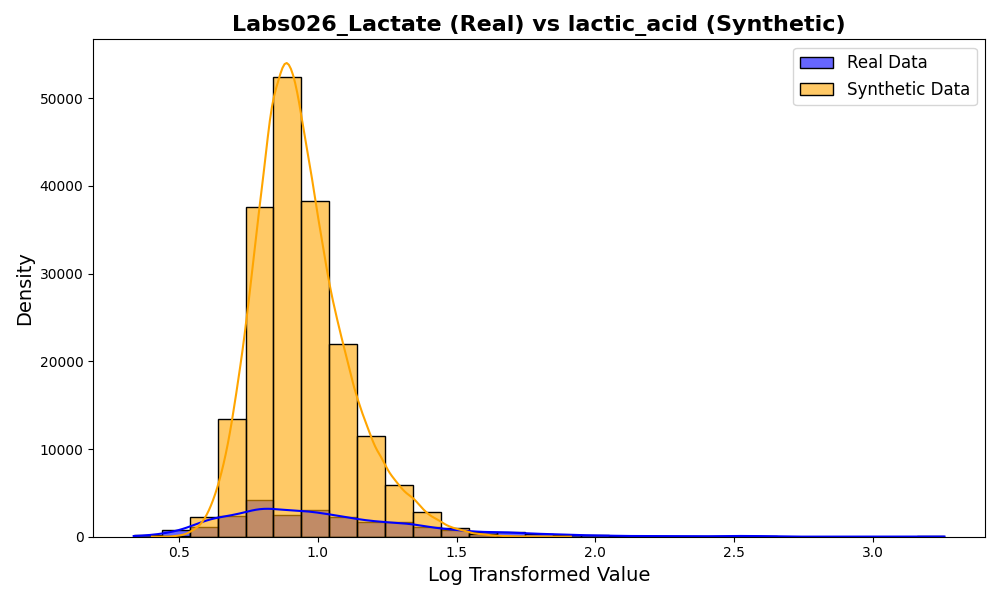 Labs026_Lactate (Real) vs lactic_acid (Synthetic)
Real Data
Synthetic Data
Density
50000
40000
30000
20000
10000
0
0.5 1.0 1.5 2.0 2.5 3.0
Log Transformed Value